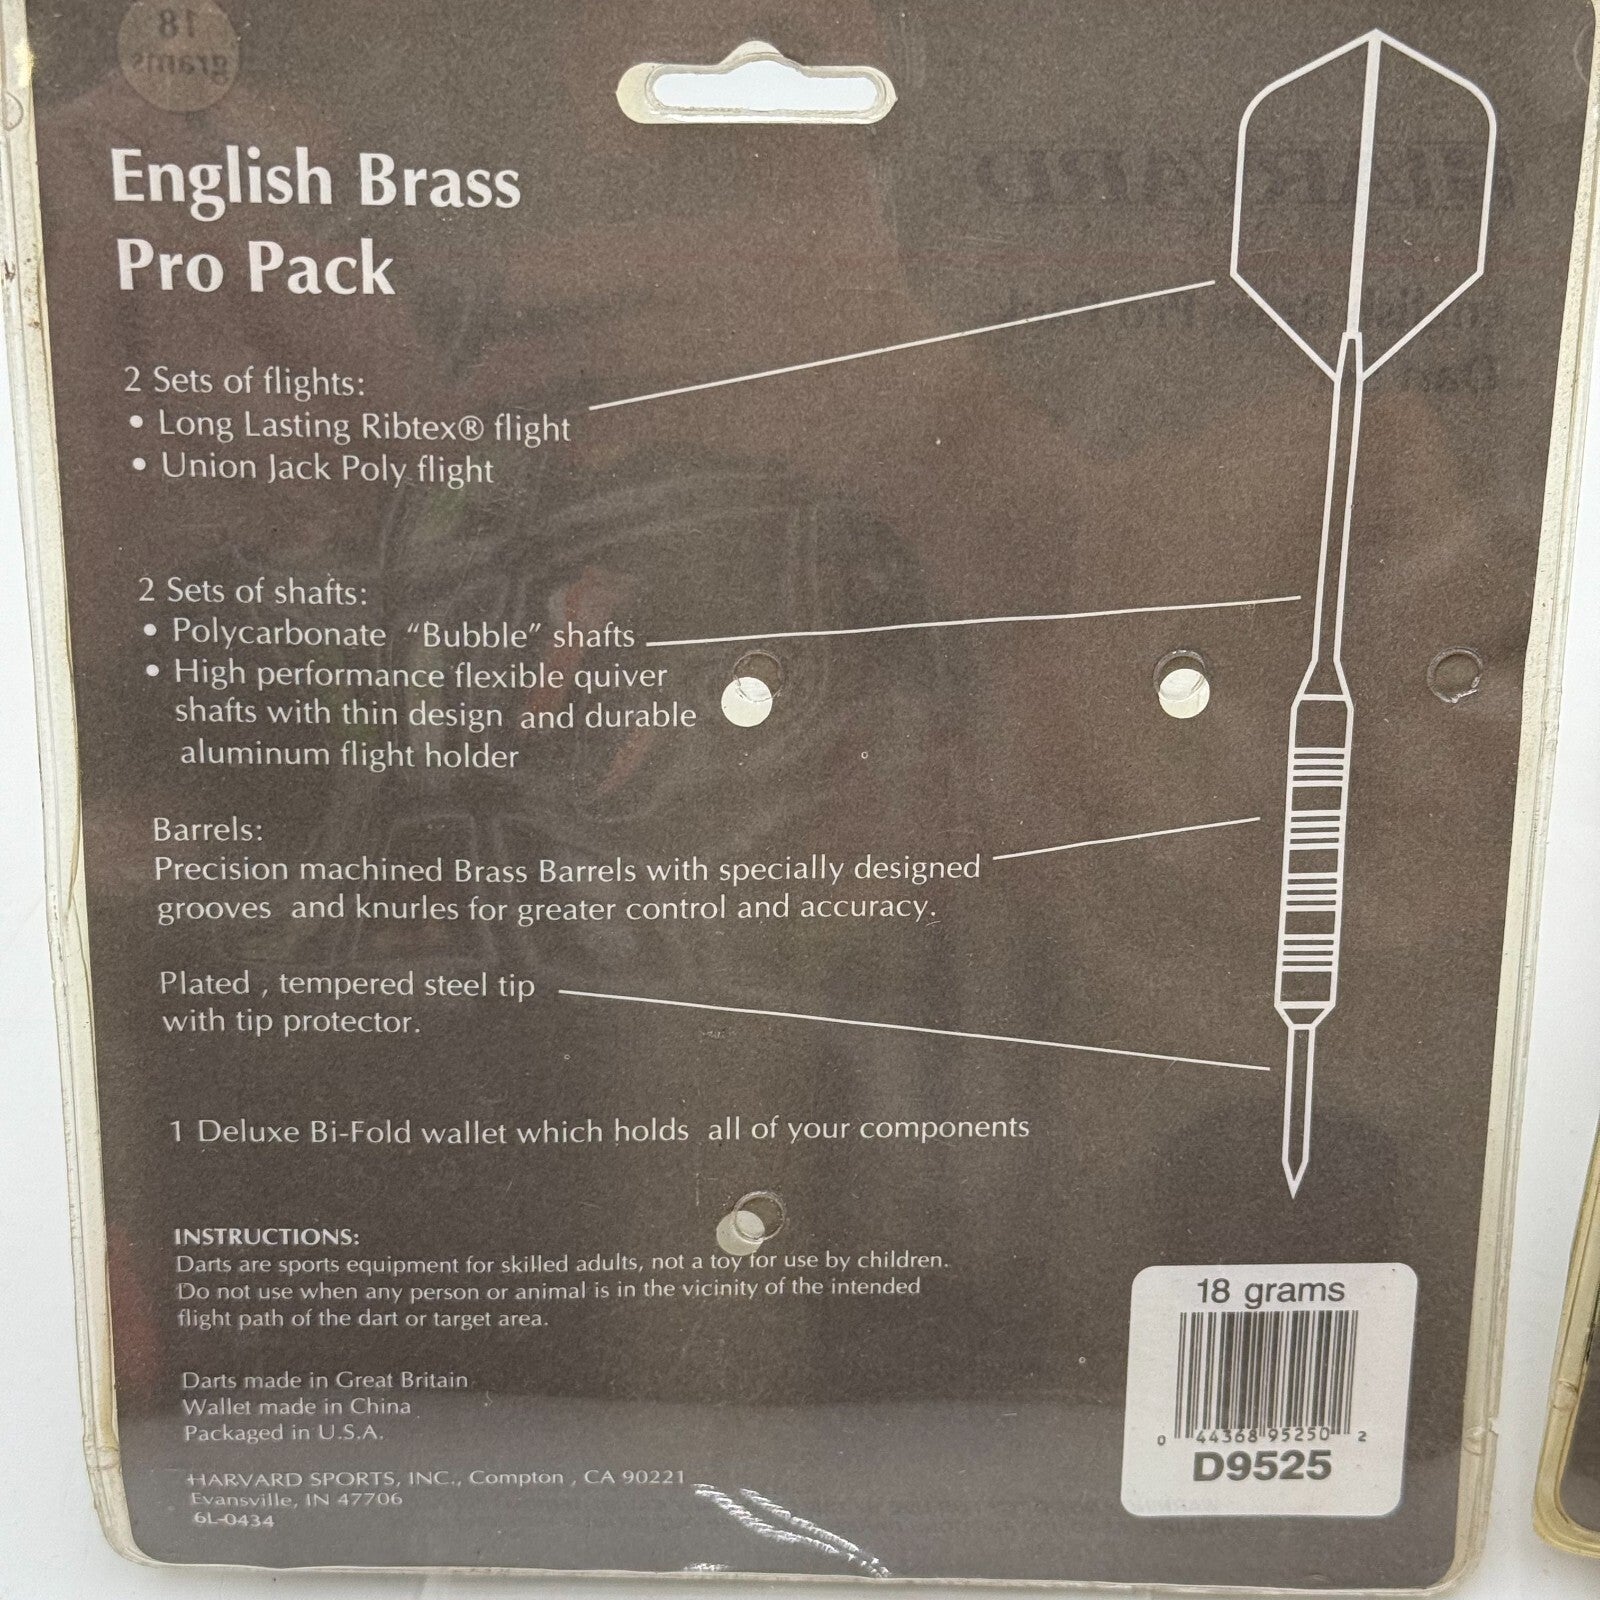 18
grams
HARVARD
English Brass
Pro Pack
2 Sets of flights:
• Long Lasting Ribtex® flight
• Union Jack Poly flight
2 Sets of shafts:
• Polycarbonate "Bubble" shafts
• High performance flexible quiver
shafts with thin design and durable
aluminum flight holder
Barrels:
Precision machined Brass Barrels with specially designed
grooves and knurles for greater control and accuracy.
Plated , tempered steel tip
with tip protector.
1 Deluxe Bi-Fold wallet which holds all of your components
INSTRUCTIONS:
Darts are sports equipment for skilled adults, not a toy for use by children.
Do not use when any person or animal is in the vicinity of the intended
flight path of the dart or target area.
Darts made in Great Britain
Wallet made in China
Packaged in U.S.A.
HARVARD SPORTS, INC., Compton , CA 90221
Evansville, IN 47706
6L-0434
18 grams
0 44368 95250 2
D9525